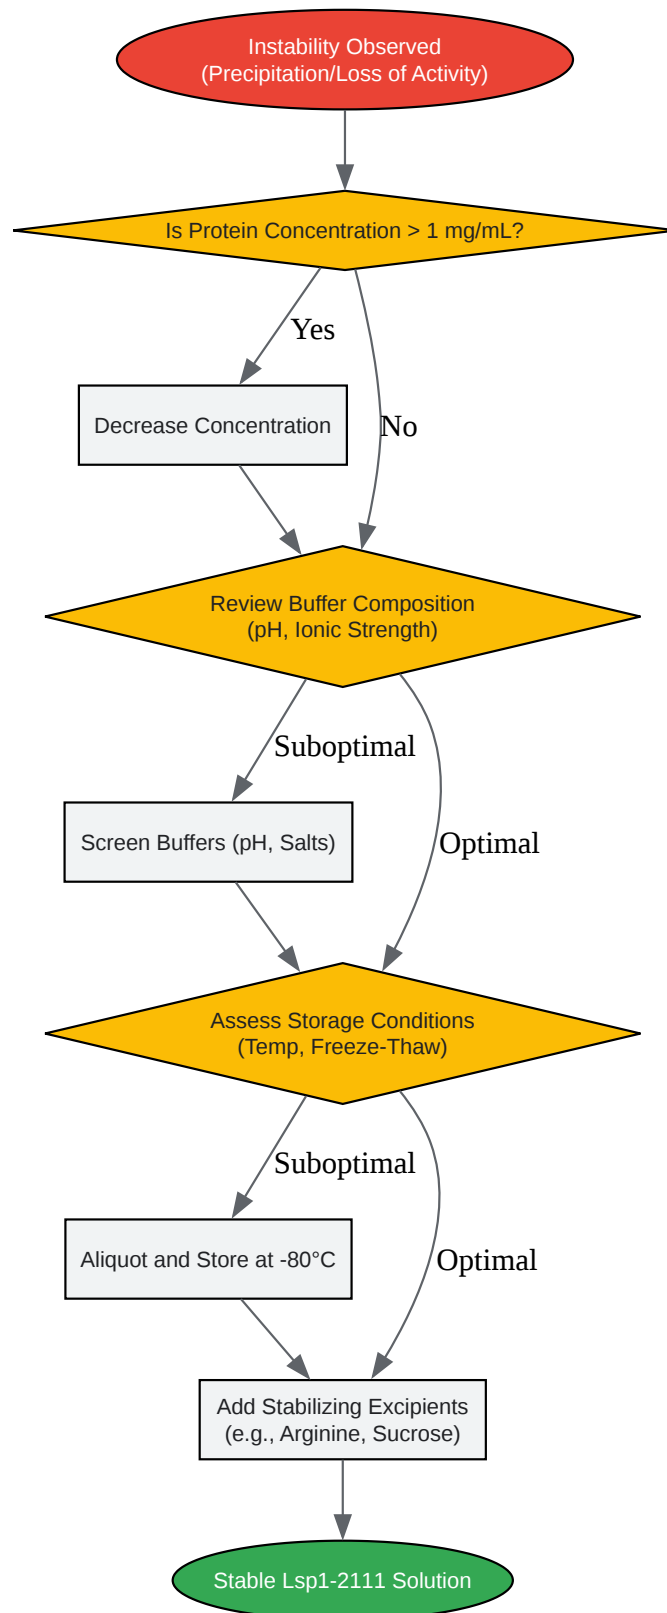 Instability Observed
(Precipitation/Loss of Activity)
Is Protein Concentration > 1 mg/mL?
Yes
Decrease Concentration
No
Review Buffer Composition
(pH, Ionic Strength)
Suboptimal
Screen Buffers (pH, Salts)
Optimal
Assess Storage Conditions
(Temp, Freeze-Thaw)
Suboptimal
Aliquot and Store at -80°C
Optimal
Add Stabilizing Excipients
(e.g., Arginine, Sucrose)
Stable Lsp1-2111 Solution